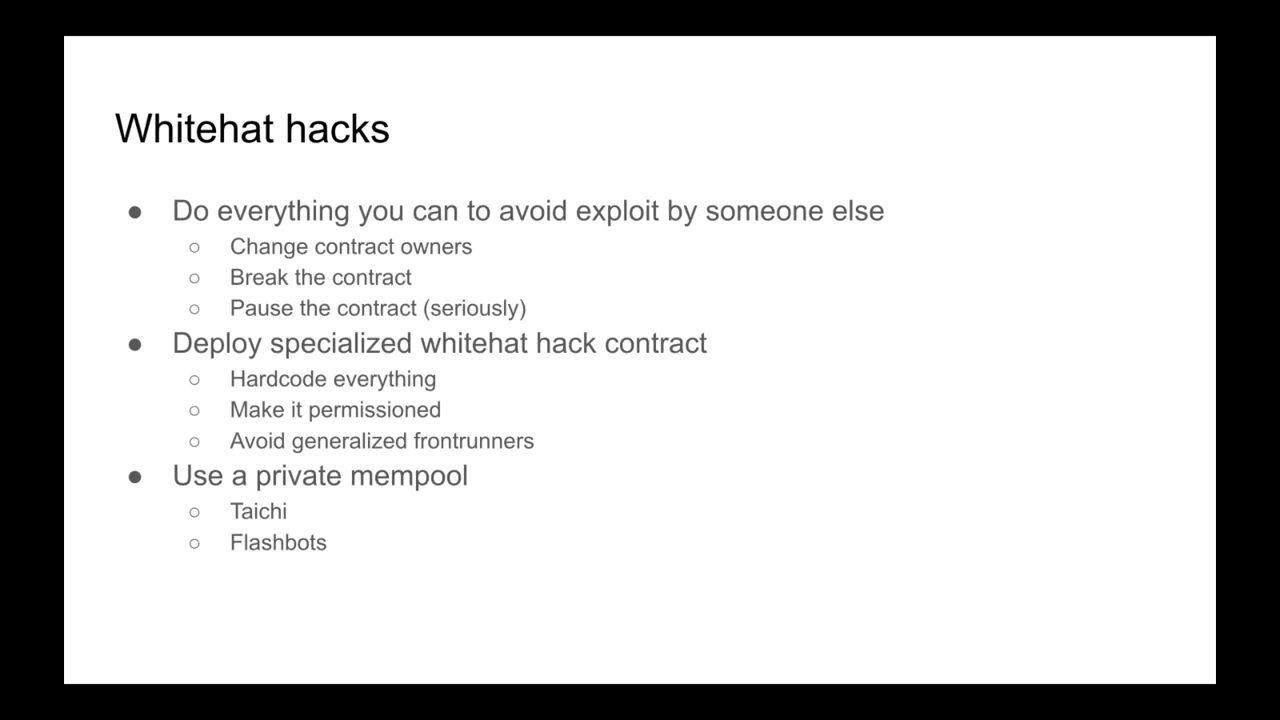 Whitehat hacks
● Do everything you can to avoid exploit by someone else
○ Change contract owners
○ Break the contract
○ Pause the contract (seriously)
● Deploy specialized whitehat hack contract
○ Hardcode everything
○ Make it permissioned
○ Avoid generalized frontrunners
● Use a private mempool
○ Taichi
○ Flashbots